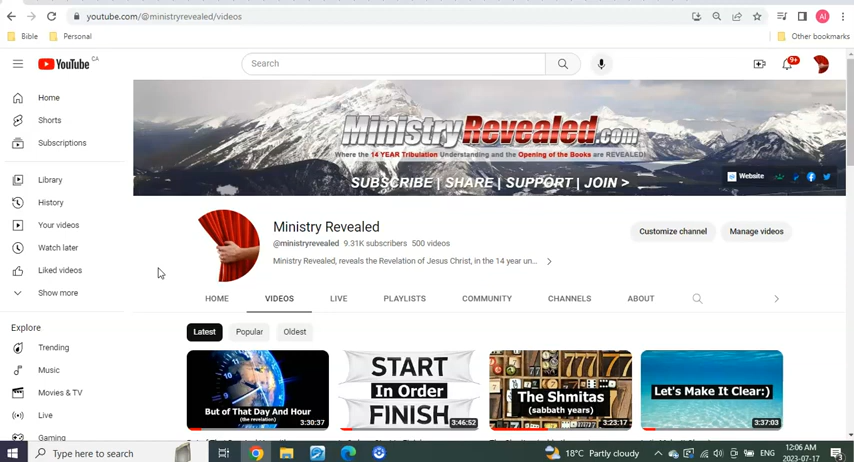 youtube.com/@ministryrevealed/videos
AI
Bible
Personal
Other bookmarks
YouTube CA
Search
9+
Home
Shorts
Subscriptions
Library
History
Your videos
Watch later
Liked videos
Show more
Explore
Trending
Music
Movies & TV
Live
Gaming
MinistryRevealed.com
Where the 14 YEAR Tribulation Understanding and the Opening of the Books are REVEALED!
SUBSCRIBE | SHARE | SUPPORT | JOIN >
Website
Ministry Revealed
@ministryrevealed 9.31K subscribers 500 videos
Ministry Revealed, reveals the Revelation of Jesus Christ, in the 14 year un...
Customize channel
Manage videos
HOME VIDEOS LIVE PLAYLISTS COMMUNITY CHANNELS ABOUT
Latest Popular Oldest
But of That Day And Hour
(the revelation)
3:30:37
START
In Order
FINISH
3:46:52
The Shmitas
(sabbath years)
3:23:17
Let's Make It Clear:)
3:37:03
Type here to search
18°C Partly cloudy
ENG
12:06 AM
2023-07-17
3